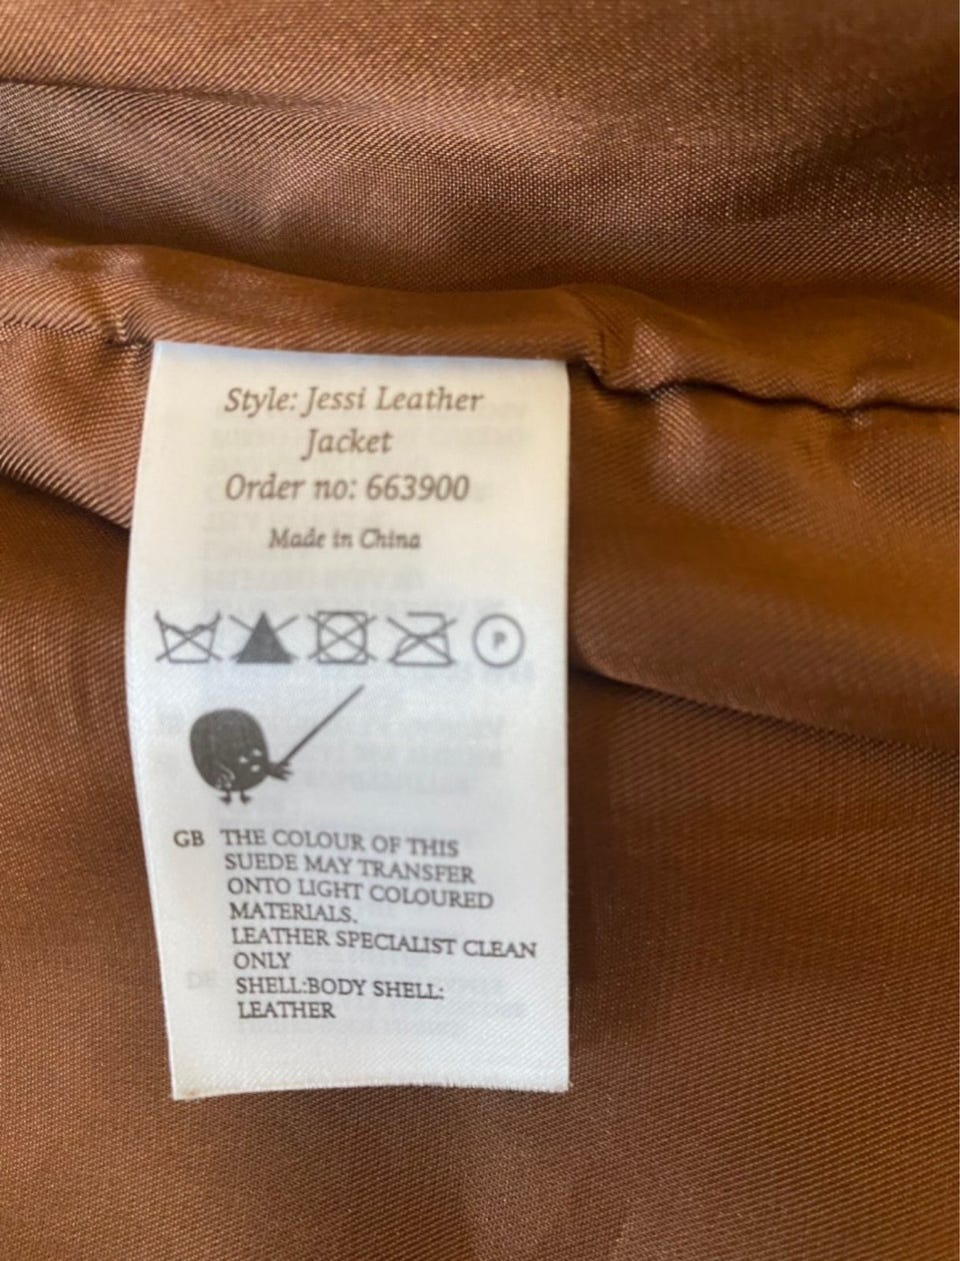 Style: Jessi Leather
Jacket
Order no: 663900
Made in China
P
GB THE COLOUR OF THIS
SUEDE MAY TRANSFER
ONTO LIGHT COLOURED
MATERIALS.
LEATHER SPECIALIST CLEAN
ONLY
SHELL:BODY SHELL:
LEATHER